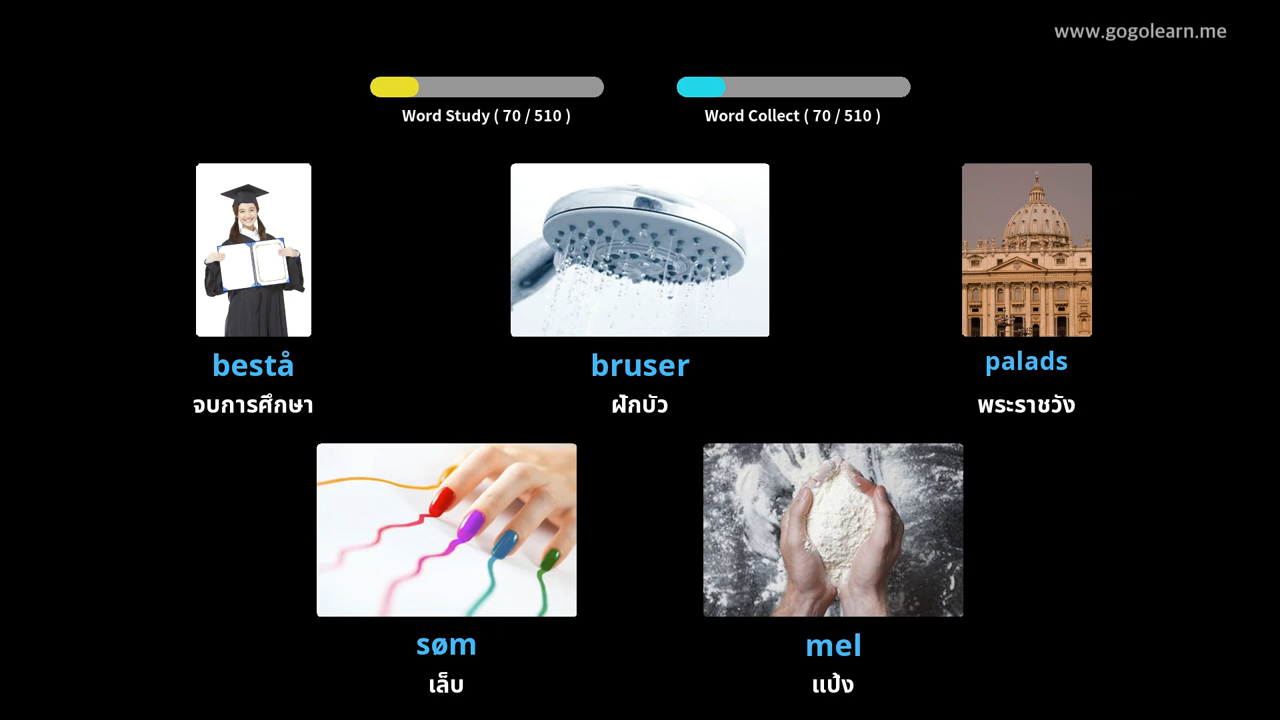 www.gogolearn.me
Word Study ( 70 / 510 )
Word Collect ( 70 / 510 )
bestå
จบการศึกษา
bruser
ฝักบัว
palads
พระราชวัง
søm
เล็บ
mel
แป้ง